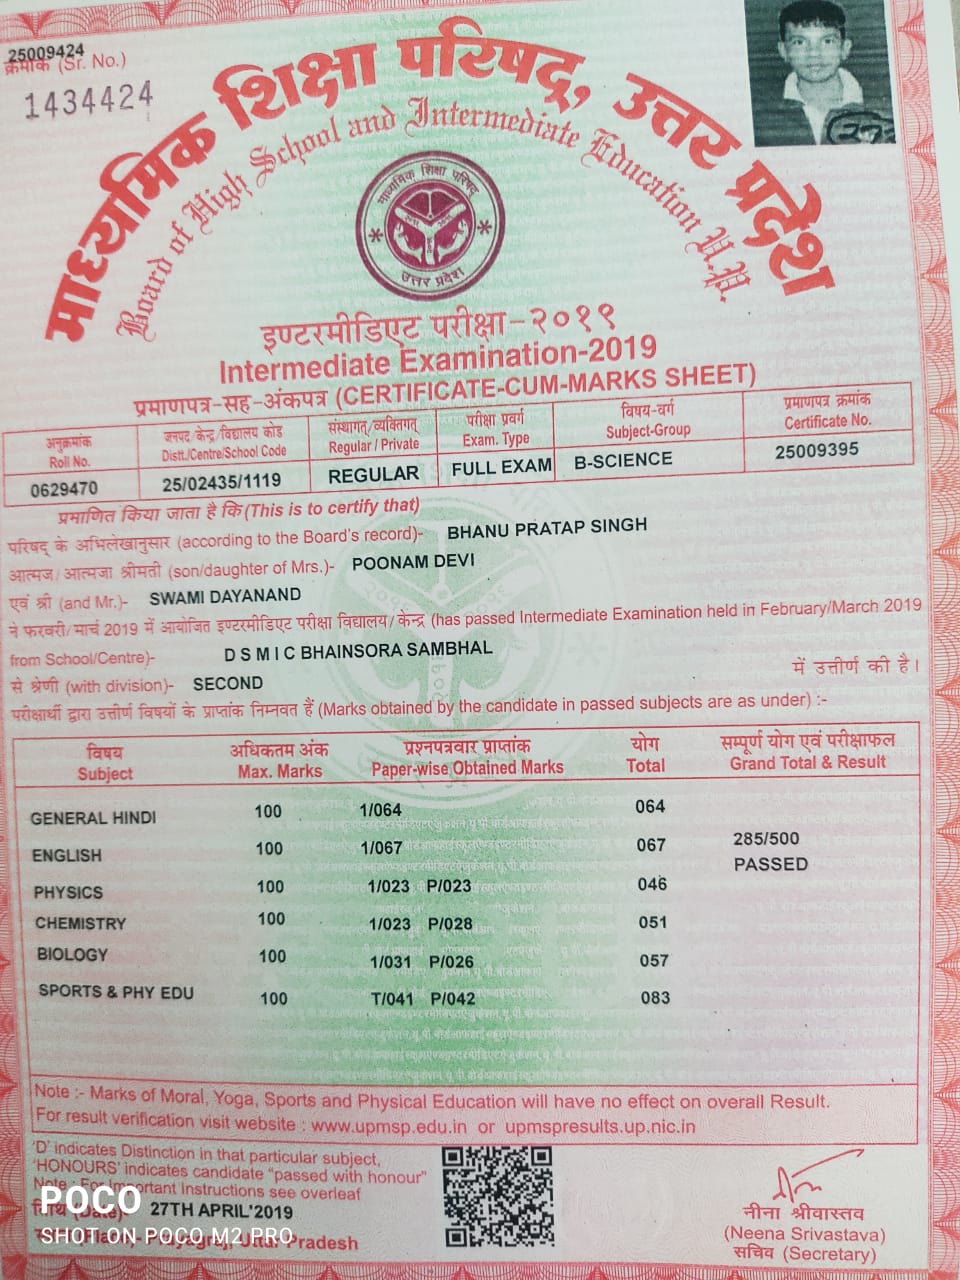 25009424
क्रमांक (Sr. No.)
1434424
माध्यमिक शिक्षा परिषद्, उत्तर प्रदेश
Board of High School and Intermediate Education U.P.
माध्यमिक शिक्षा परिषद्
उत्तर प्रदेश
इण्टरमीडिएट परीक्षा-२०१९
Intermediate Examination-2019
प्रमाणपत्र-सह-अंकपत्र (CERTIFICATE-CUM-MARKS SHEET)
अनुक्रमांक जनपद/केन्द्र/विद्यालय कोड संस्थागत्/व्यक्तिगत् परीक्षा प्रवर्ग विषय-वर्ग प्रमाणपत्र क्रमांक
Roll No. Distt./Centre/School Code Regular / Private Exam. Type Subject-Group Certificate No.
0629470 25/02435/1119 REGULAR FULL EXAM B-SCIENCE 25009395
प्रमाणित किया जाता है कि (This is to certify that)
परिषद् के अभिलेखानुसार (according to the Board's record)- BHANU PRATAP SINGH
आत्मज/आत्मजा श्रीमती (son/daughter of Mrs.)- POONAM DEVI
एवं श्री (and Mr.)- SWAMI DAYANAND
ने फरवरी/मार्च 2019 में आयोजित इण्टरमीडिएट परीक्षा विद्यालय/केन्द्र (has passed Intermediate Examination held in February/March 2019
from School/Centre)- D S M I C BHAINSORA SAMBHAL में उत्तीर्ण की है।
से श्रेणी (with division)- SECOND
परीक्षार्थी द्वारा उत्तीर्ण विषयों के प्राप्तांक निम्नवत हैं (Marks obtained by the candidate in passed subjects are as under) :-
विषय अधिकतम अंक प्रश्नपत्रवार प्राप्तांक योग सम्पूर्ण योग एवं परीक्षाफल
Subject Max. Marks Paper-wise Obtained Marks Total Grand Total & Result
GENERAL HINDI 100 1/064 064
ENGLISH 100 1/067 067 285/500
PASSED
PHYSICS 100 1/023 P/023 046
CHEMISTRY 100 1/023 P/028 051
BIOLOGY 100 1/031 P/026 057
SPORTS & PHY EDU 100 T/041 P/042 083
Note :- Marks of Moral, Yoga, Sports and Physical Education will have no effect on overall Result.
For result verification visit website : www.upmsp.edu.in or upmspresults.up.nic.in
'D' indicates Distinction in that particular subject,
'HONOURS' indicates candidate "passed with honour"
Note : For Important Instructions see overleaf
(Date)- 27TH APRIL'2019
Uttar Pradesh
POCO
SHOT ON POCO M2 PRO
नीना श्रीवास्तव
(Neena Srivastava)
सचिव (Secretary)